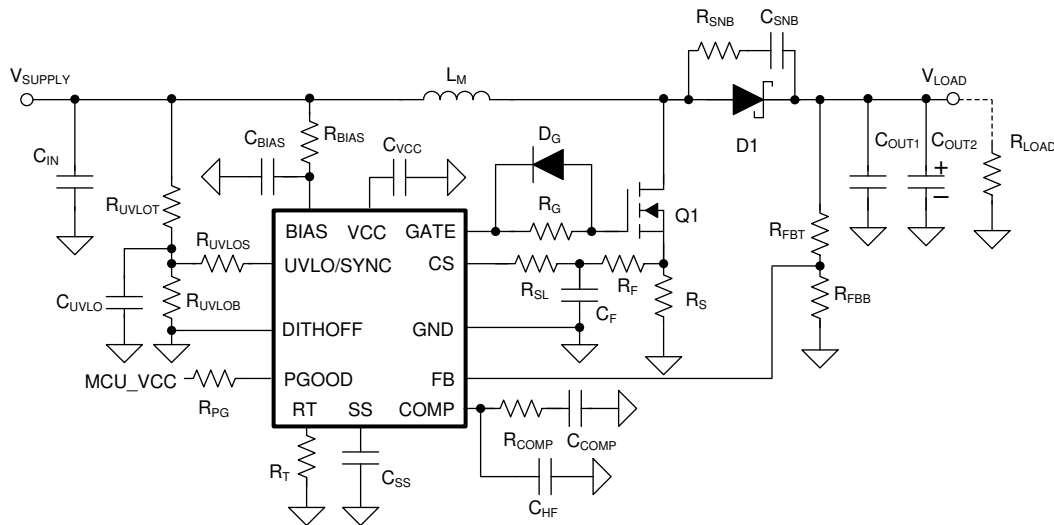 RSNB
CSNB
VSUPPLY
LM
VLOAD
D1
CIN
CBIAS
RBIAS
CVCC
DG
COUT1
COUT2
RLOAD
+
−
RUVLOT
RG
Q1
BIAS
VCC
GATE
RUVLOS
UVLO/SYNC
CS
RFBT
CUVLO
RUVLOB
RSL
RF
CF
RS
RFBB
DITHOFF
GND
MCU_VCC
PGOOD
FB
RPG
RT
SS
COMP
RCOMP
CCOMP
RT
CSS
CHF